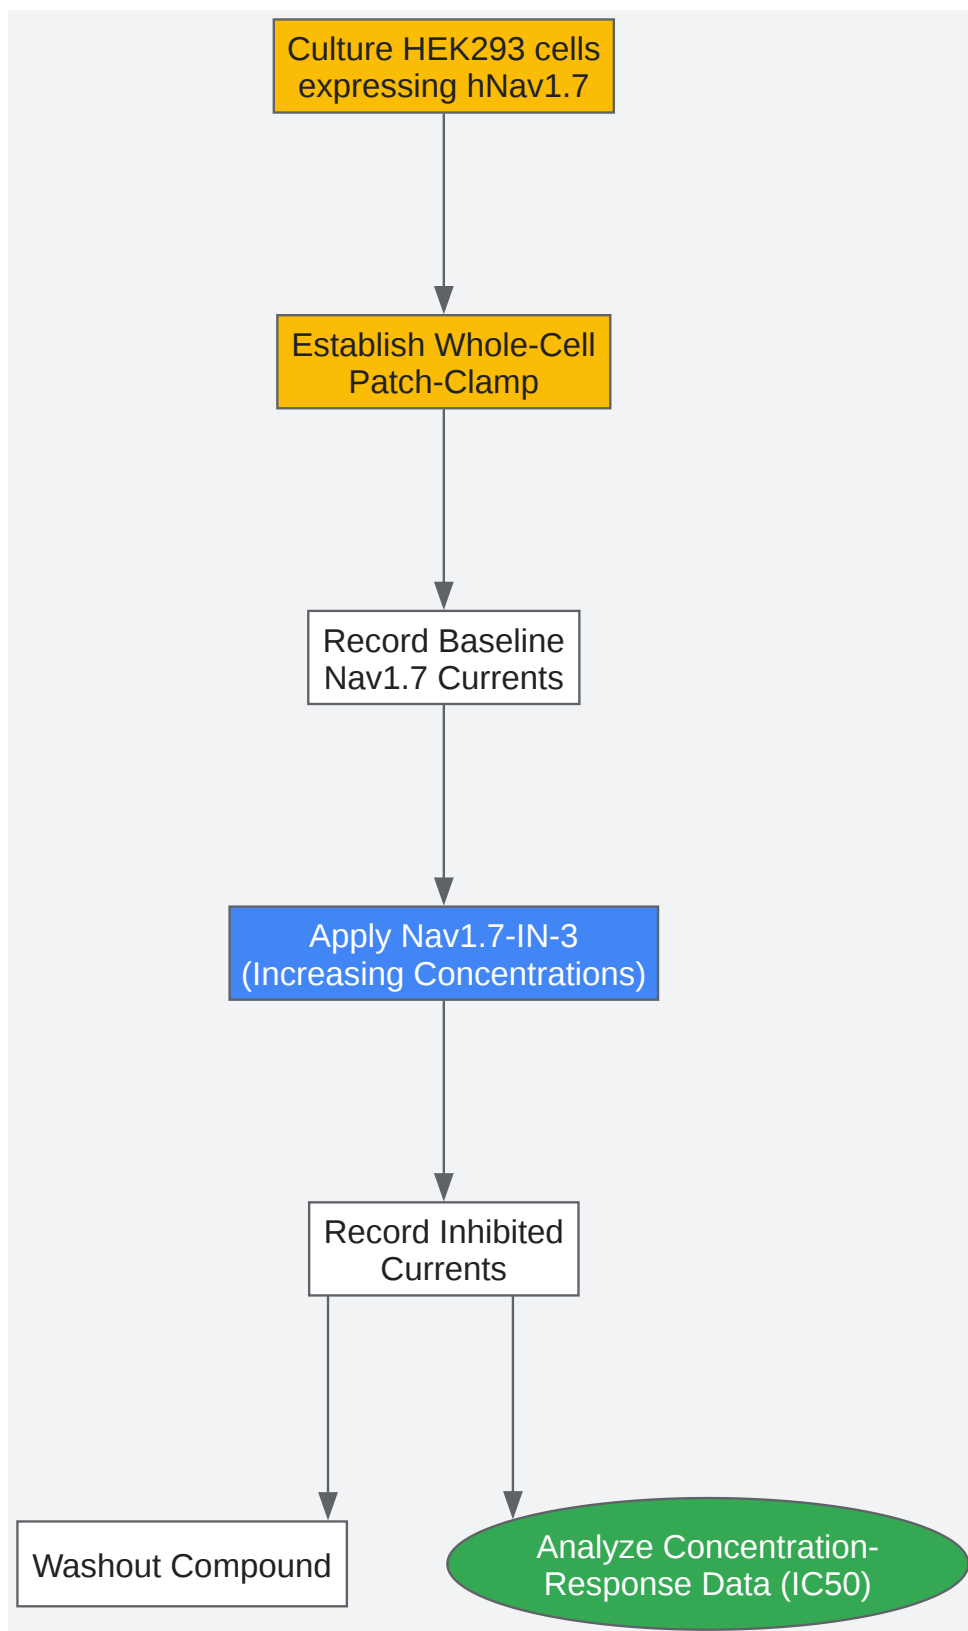 Culture HEK293 cells
expressing hNav1.7
Establish Whole-Cell
Patch-Clamp
Record Baseline
Nav1.7 Currents
Apply Nav1.7-IN-3
(Increasing Concentrations)
Record Inhibited
Currents
Washout Compound
Analyze Concentration-
Response Data (IC50)